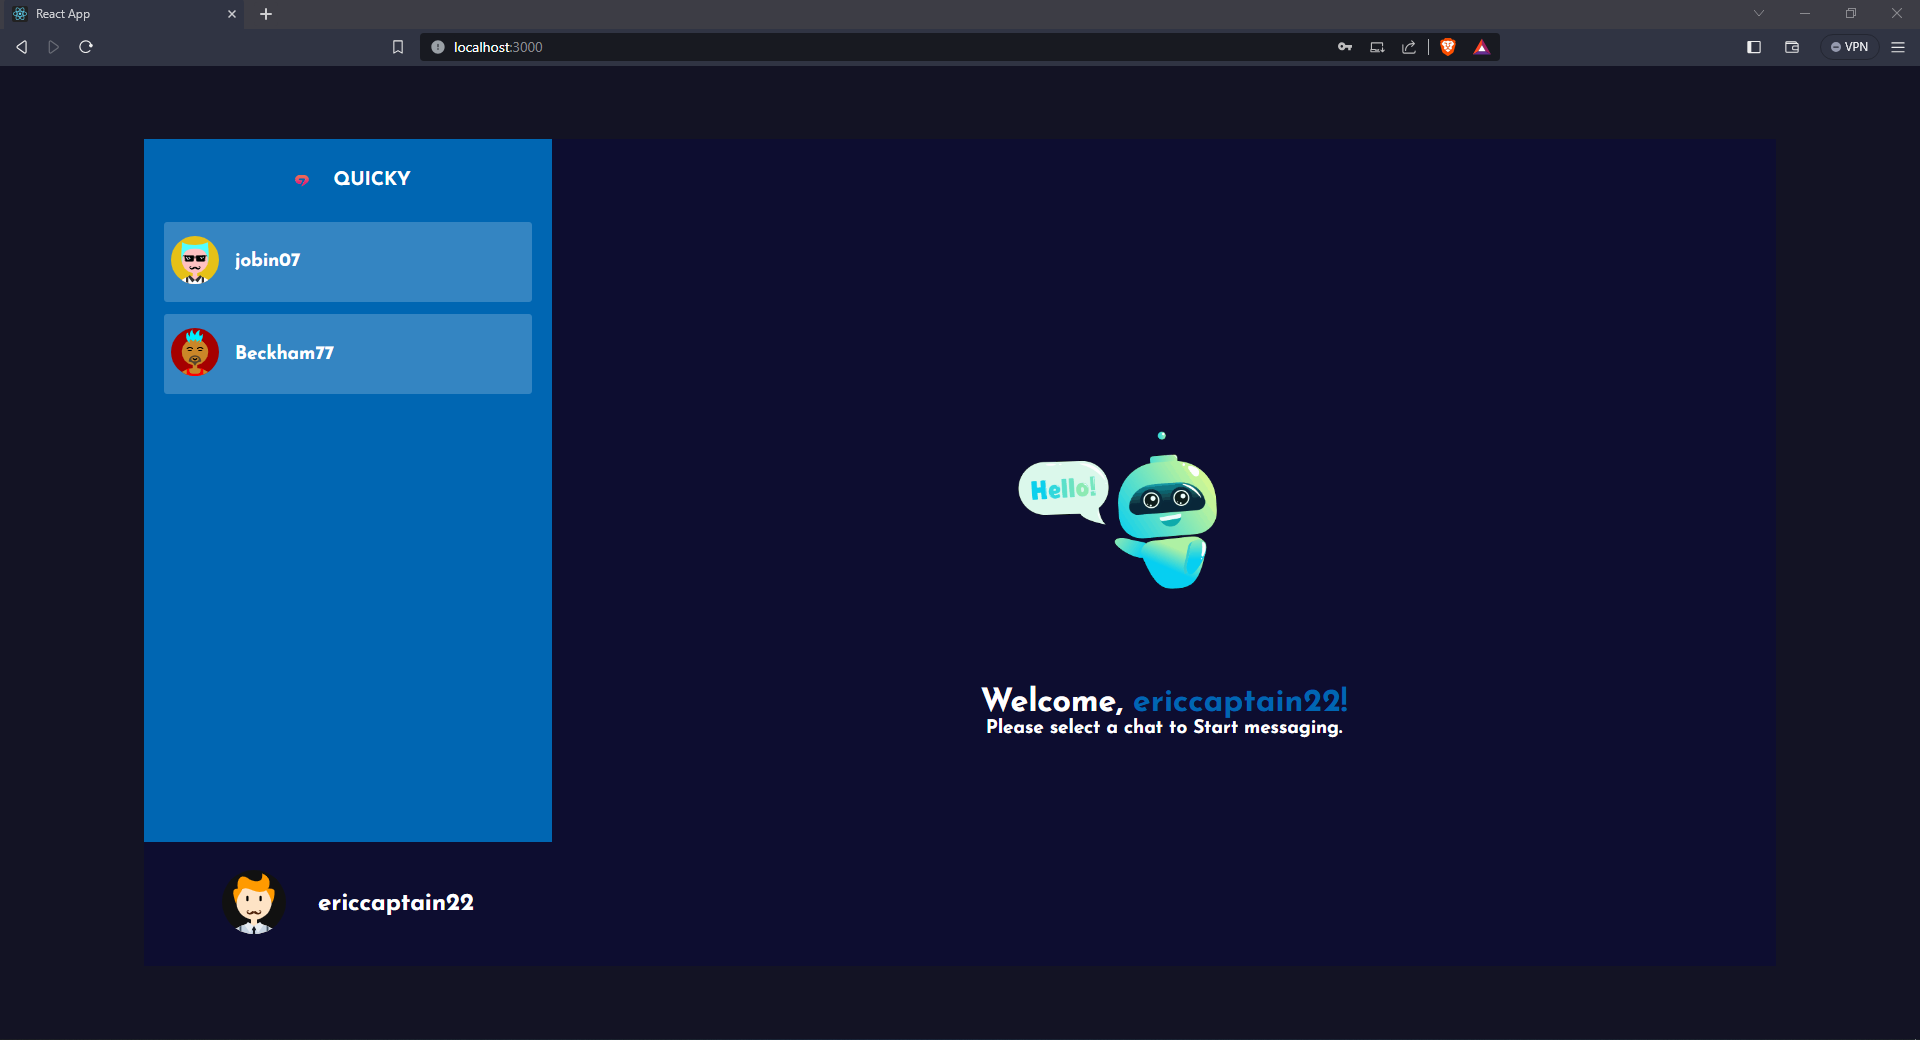 React App
localhost:3000
VPN
QUICKY
jobin07
Beckham77
Hello!
Welcome, ericcaptain22!
Please select a chat to Start messaging.
ericcaptain22